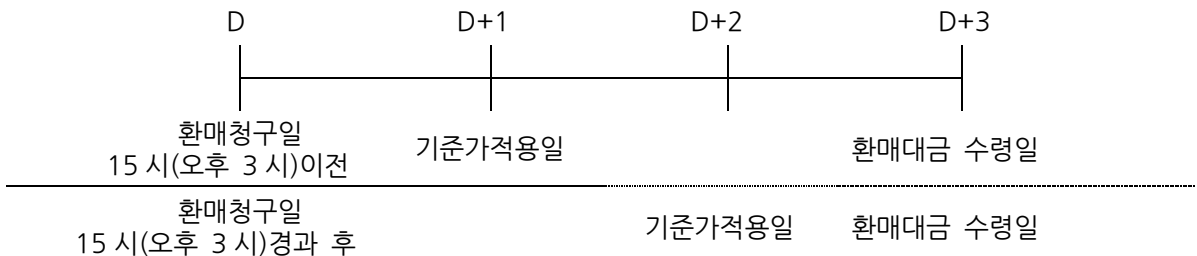 D D+1 D+2 D+3
환매청구일
15 시(오후 3 시)이전
기준가적용일
환매대금 수령일
환매청구일
15 시(오후 3 시)경과 후
기준가적용일
환매대금 수령일